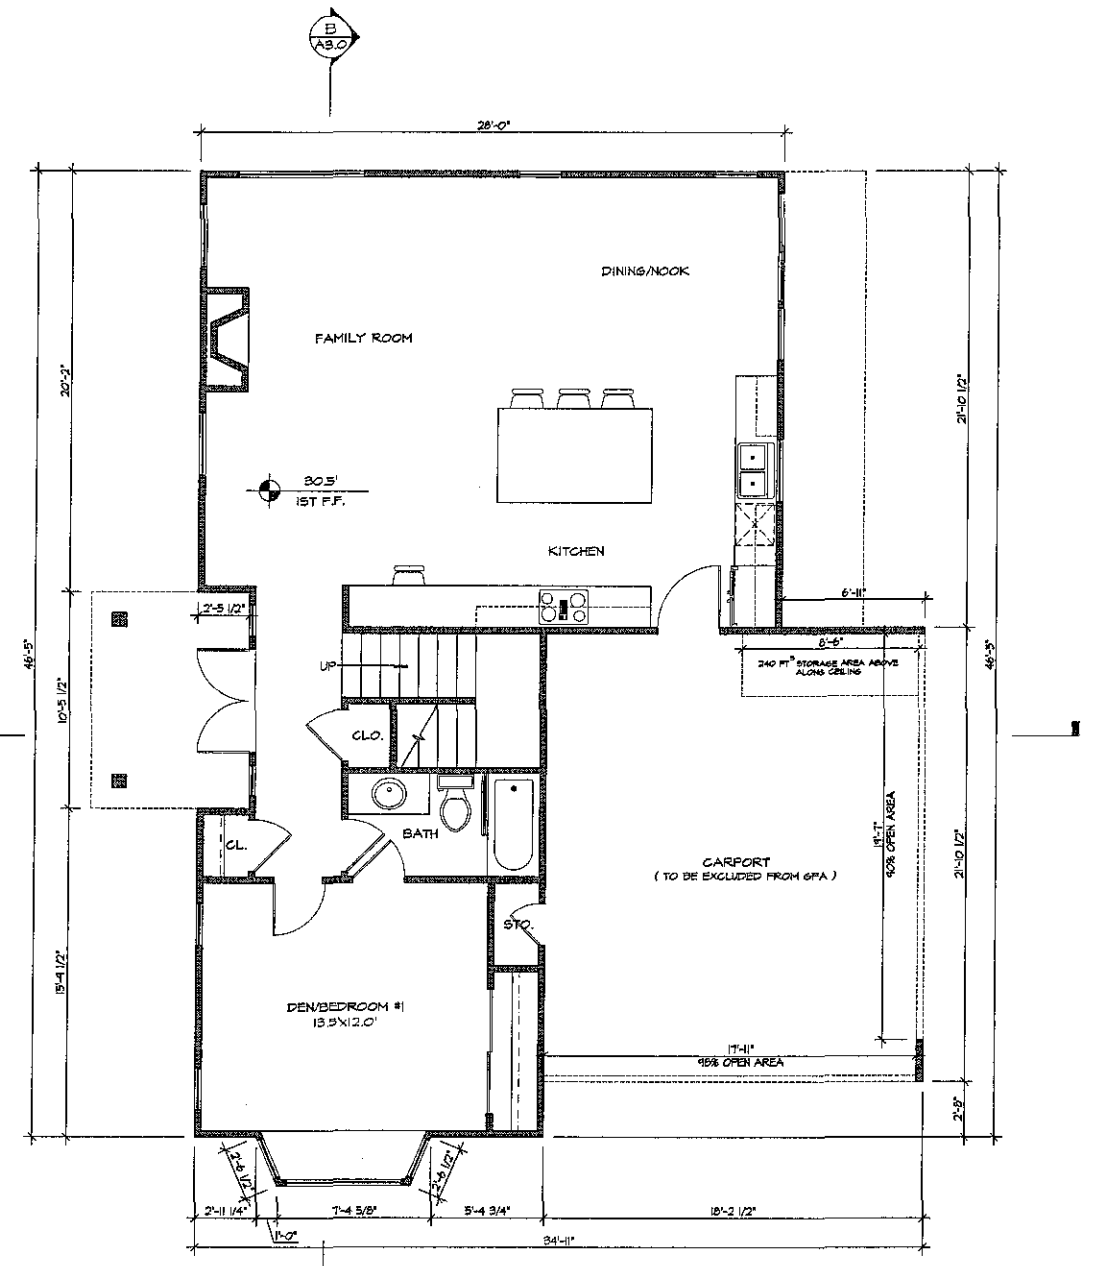 B
A3.0
28'-0"
DINING/NOOK
FAMILY ROOM
20'-2"
21'-10 1/2"
30.5'
1ST F.F.
KITCHEN
6'-11"
2'-5 1/2"
8'-6"
46'-5"
46'-5"
UP
240 FT³ STORAGE AREA ABOVE
ALONG CEILING
10'-5 1/2"
CLO.
BATH
CL.
CARPORT
( TO BE EXCLUDED FROM GFA )
19'-7"
90% OPEN AREA
21'-10 1/2"
STO.
15'-4 1/2"
DEN/BEDROOM #1
13.5'X12.0'
17'-11"
95% OPEN AREA
2'-8"
2'-6 1/2"
2'-6 1/2"
2'-11 1/4"
7'-4 5/8"
5'-4 3/4"
18'-2 1/2"
1'-0"
34'-11"